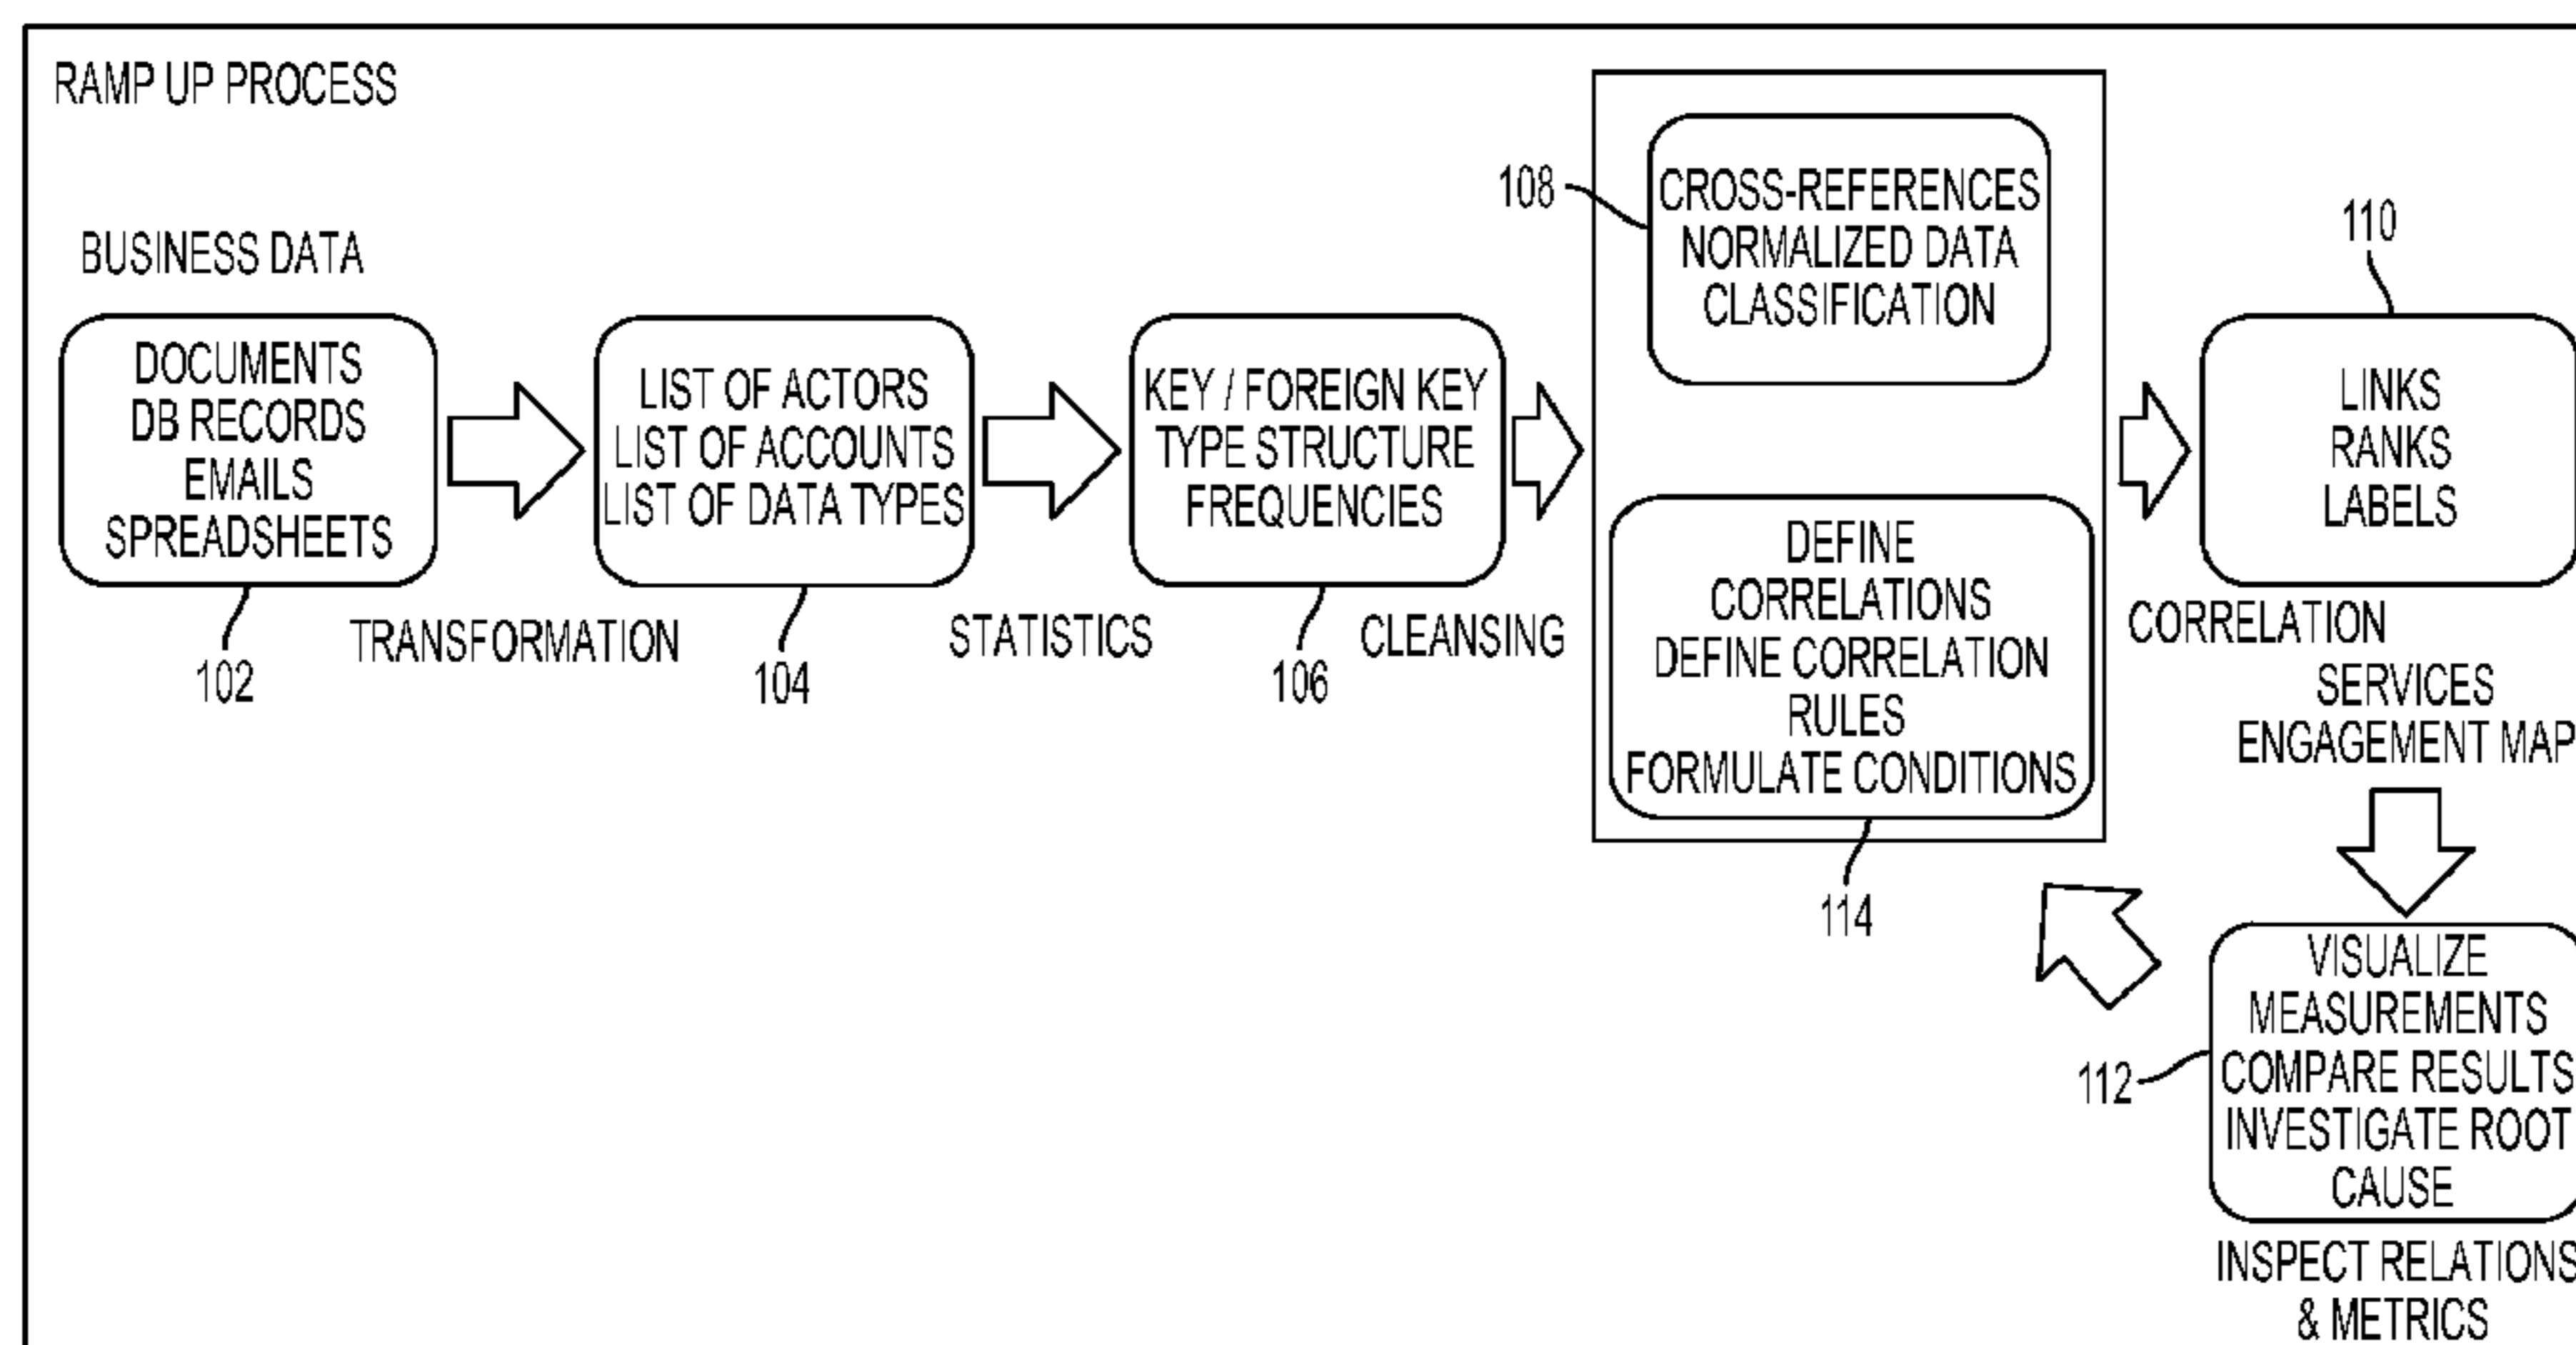 RAMP UP PROCESS
BUSINESS DATA
DOCUMENTS
DB RECORDS
EMAILS
SPREADSHEETS
102
TRANSFORMATION
LIST OF ACTORS
LIST OF ACCOUNTS
LIST OF DATA TYPES
104
STATISTICS
KEY / FOREIGN KEY
TYPE STRUCTURE
FREQUENCIES
106
CLEANSING
108
CROSS-REFERENCES
NORMALIZED DATA
CLASSIFICATION
DEFINE
CORRELATIONS
DEFINE CORRELATION
RULES
FORMULATE CONDITIONS
114
110
LINKS
RANKS
LABELS
CORRELATION
SERVICES
ENGAGEMENT MAP
VISUALIZE
MEASUREMENTS
COMPARE RESULTS
INVESTIGATE ROOT
CAUSE
112
INSPECT RELATIONS
& METRICS